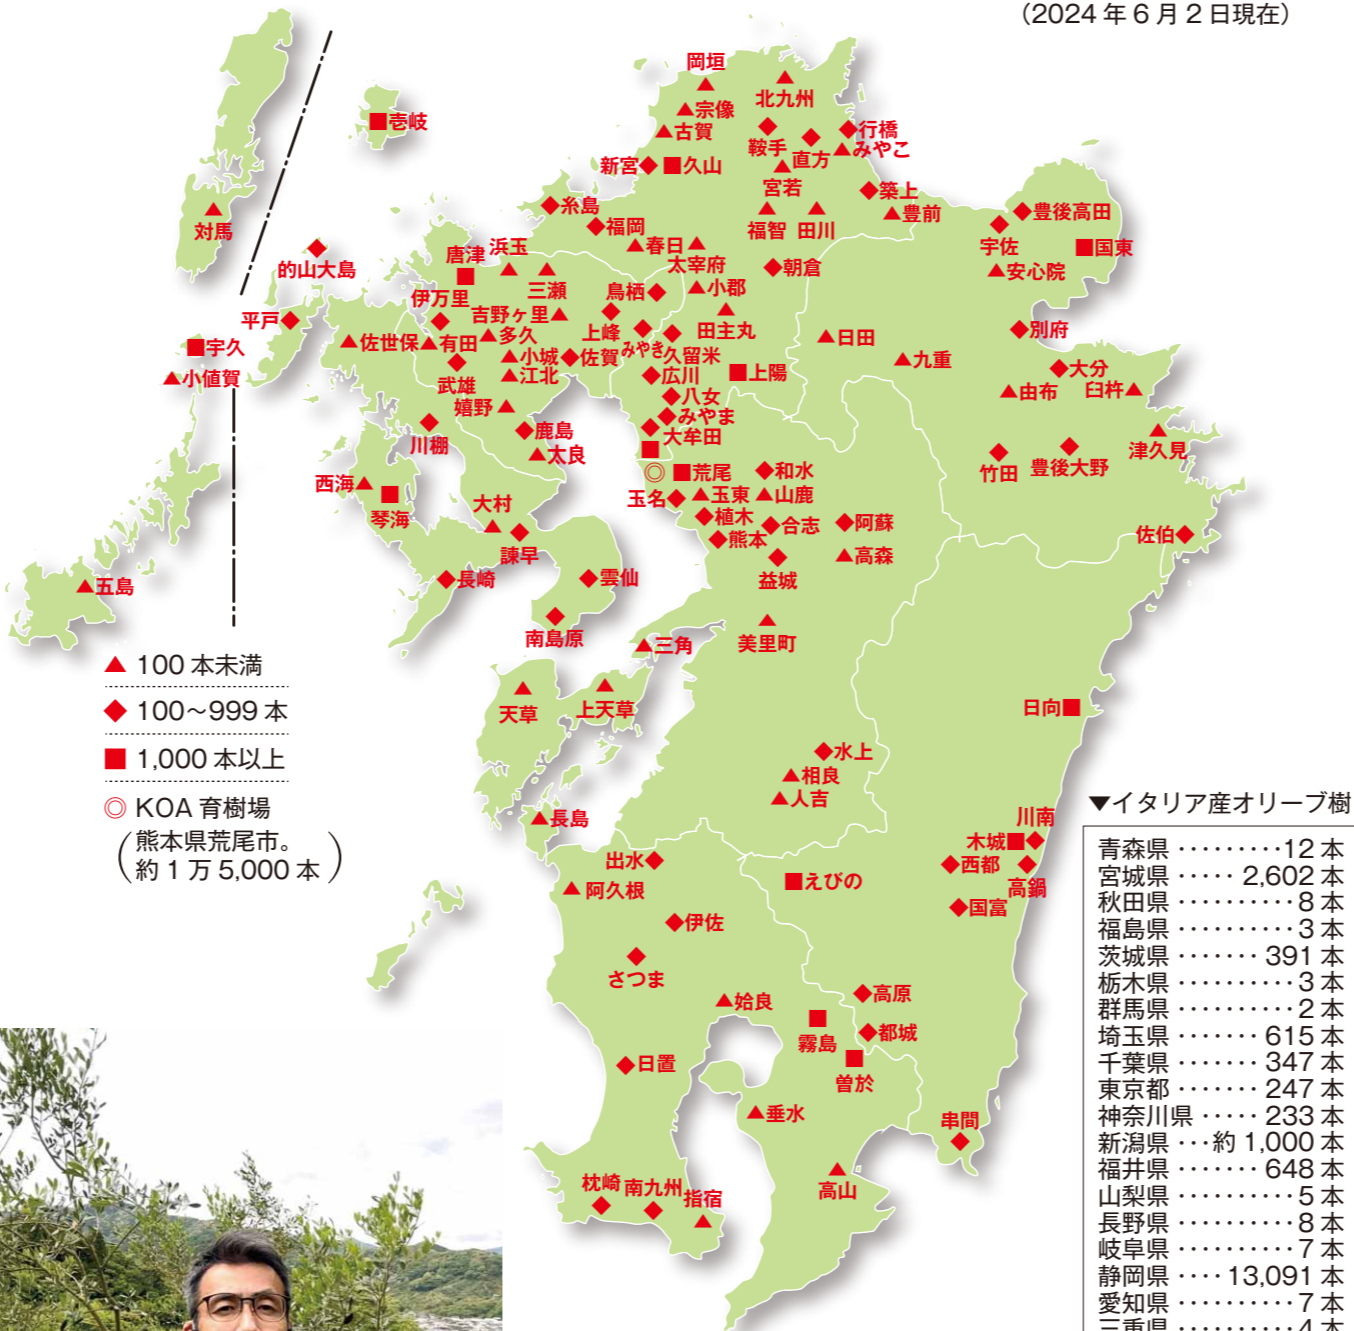 (2024年6月2日現在)
岡垣
北九州
宗像
古賀
鞍手
直方
行橋
みやこ
壱岐
新宮
久山
宮若
築上
豊前
福智
田川
糸島
福岡
春日
太宰府
朝倉
小郡
豊後高田
宇佐
国東
安心院
対馬
的山大島
唐津
浜玉
三瀬
鳥栖
伊万里
吉野ヶ里
上峰
みやき
久留米
田主丸
日田
九重
別府
大分
由布
臼杵
津久見
平戸
宇久
小値賀
佐世保
有田
多久
小城
佐賀
武雄
江北
広川
上陽
八女
嬉野
みやま
鹿島
大牟田
川棚
太良
荒尾
和水
竹田
豊後大野
西海
琴海
玉名
玉東
山鹿
大村
植木
合志
阿蘇
諫早
熊本
佐伯
益城
高森
五島
長崎
雲仙
南島原
三角
美里町
▲ 100本未満
◆ 100~999本
■ 1,000本以上
◎ KOA育樹場
(熊本県荒尾市。
約1万5,000本)
天草
上天草
日向
水上
相良
人吉
長島
出水
阿久根
えびの
木城
川南
西都
高鍋
国富
伊佐
さつま
高原
姶良
霧島
都城
曽於
日置
垂水
串間
高山
枕崎
南九州
指宿
▼イタリア産オリーブ樹
青森県 ········· 12本
宮城県 ····· 2,602本
秋田県 ·········· 8本
福島県 ·········· 3本
茨城県 ······· 391本
栃木県 ·········· 3本
群馬県 ·········· 2本
埼玉県 ······· 615本
千葉県 ······· 347本
東京都 ······· 247本
神奈川県 ····· 233本
新潟県 ···約1,000本
福井県 ······· 648本
山梨県 ·········· 5本
長野県 ·········· 8本
岐阜県 ·········· 7本
静岡県 ···· 13,091本
愛知県 ·········· 7本
三重県 ·········· 4本